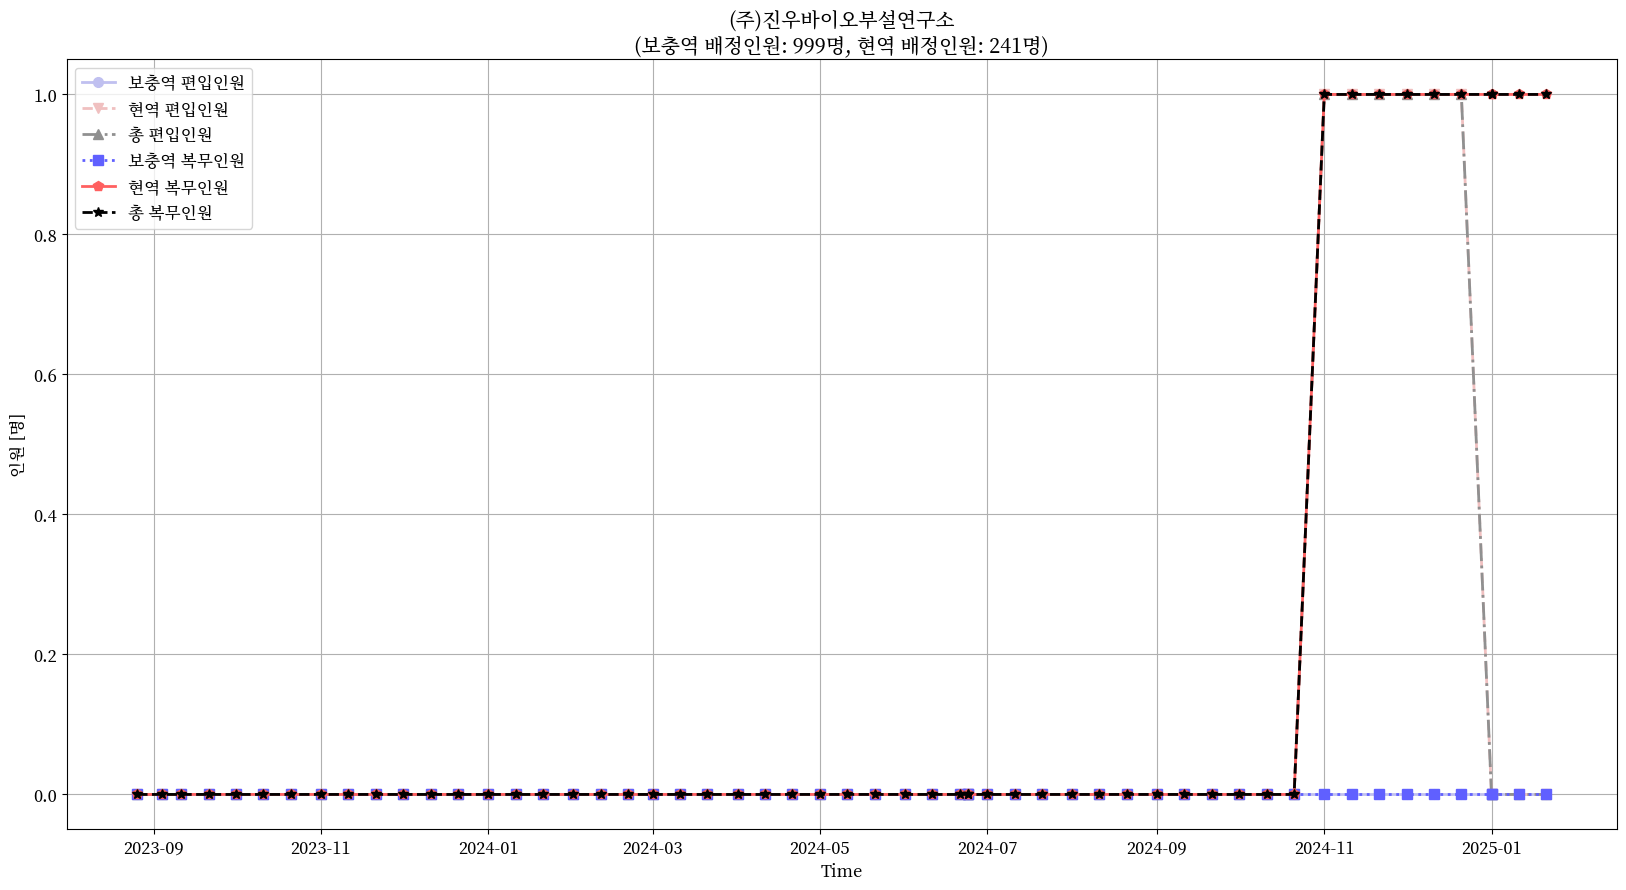 (주)진우바이오부설연구소
(보충역 배정인원: 999명, 현역 배정인원: 241명)
보충역 편입인원
현역 편입인원
총 편입인원
보충역 복무인원
현역 복무인원
총 복무인원
1.0
0.8
0.6
0.4
0.2
0.0
인원 [명]
2023-09
2023-11
2024-01
2024-03
2024-05
2024-07
2024-09
2024-11
2025-01
Time